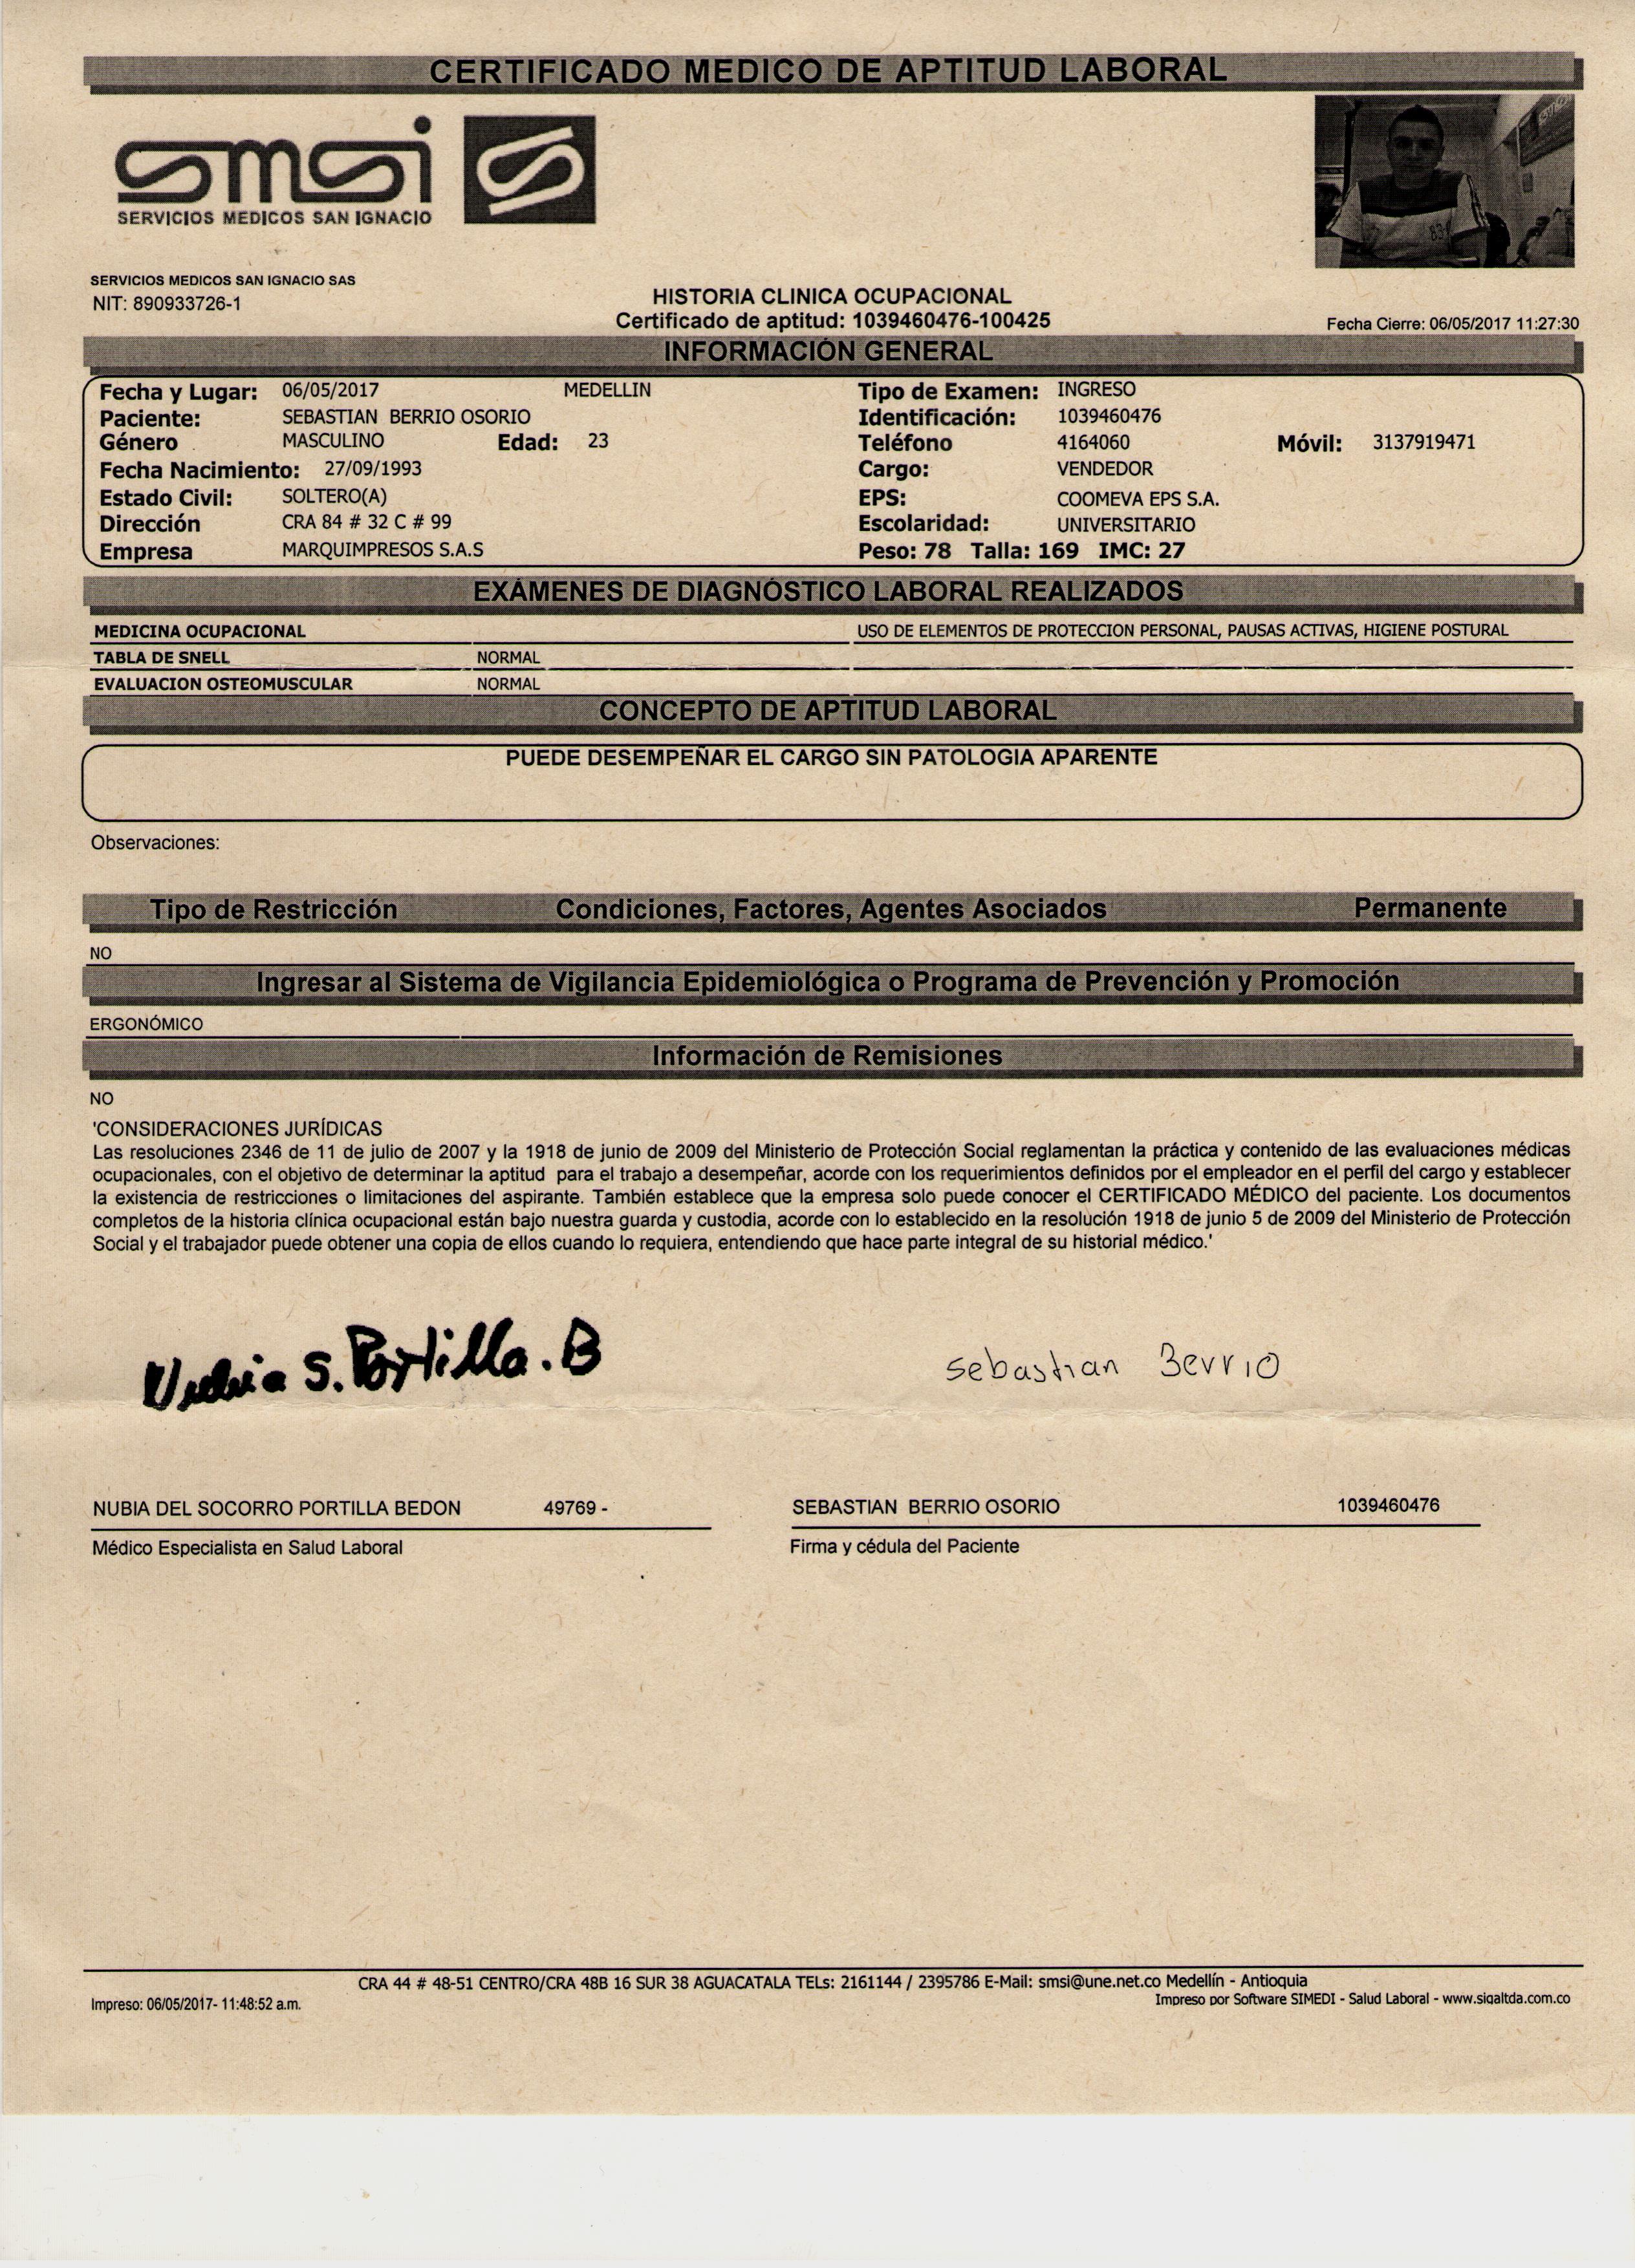 CERTIFICADO MEDICO DE APTITUD LABORAL
smsi
SERVICIOS MEDICOS SAN IGNACIO
SERVICIOS MEDICOS SAN IGNACIO SAS
NIT: 890933726-1
HISTORIA CLINICA OCUPACIONAL
Certificado de aptitud: 1039460476-100425
Fecha Cierre: 06/05/2017 11:27:30
INFORMACIÓN GENERAL
Fecha y Lugar: 06/05/2017 MEDELLIN Tipo de Examen: INGRESO
Paciente: SEBASTIAN BERRIO OSORIO Identificación: 1039460476
Género MASCULINO Edad: 23 Teléfono 4164060 Móvil: 3137919471
Fecha Nacimiento: 27/09/1993 Cargo: VENDEDOR
Estado Civil: SOLTERO(A) EPS: COOMEVA EPS S.A.
Dirección CRA 84 # 32 C # 99 Escolaridad: UNIVERSITARIO
Empresa MARQUIMPRESOS S.A.S Peso: 78 Talla: 169 IMC: 27
EXÁMENES DE DIAGNÓSTICO LABORAL REALIZADOS
MEDICINA OCUPACIONAL USO DE ELEMENTOS DE PROTECCION PERSONAL, PAUSAS ACTIVAS, HIGIENE POSTURAL
TABLA DE SNELL NORMAL
EVALUACION OSTEOMUSCULAR NORMAL
CONCEPTO DE APTITUD LABORAL
PUEDE DESEMPEÑAR EL CARGO SIN PATOLOGIA APARENTE
Observaciones:
Tipo de Restricción Condiciones, Factores, Agentes Asociados Permanente
NO
Ingresar al Sistema de Vigilancia Epidemiológica o Programa de Prevención y Promoción
ERGONÓMICO
Información de Remisiones
NO
'CONSIDERACIONES JURÍDICAS
Las resoluciones 2346 de 11 de julio de 2007 y la 1918 de junio de 2009 del Ministerio de Protección Social reglamentan la práctica y contenido de las evaluaciones médicas
ocupacionales, con el objetivo de determinar la aptitud para el trabajo a desempeñar, acorde con los requerimientos definidos por el empleador en el perfil del cargo y establecer
la existencia de restricciones o limitaciones del aspirante. También establece que la empresa solo puede conocer el CERTIFICADO MÉDICO del paciente. Los documentos
completos de la historia clínica ocupacional están bajo nuestra guarda y custodia, acorde con lo establecido en la resolución 1918 de junio 5 de 2009 del Ministerio de Protección
Social y el trabajador puede obtener una copia de ellos cuando lo requiera, entendiendo que hace parte integral de su historial médico.'
Nubia S. Portilla. B Sebastian Berrio
NUBIA DEL SOCORRO PORTILLA BEDON 49769 - SEBASTIAN BERRIO OSORIO 1039460476
Médico Especialista en Salud Laboral Firma y cédula del Paciente
CRA 44 # 48-51 CENTRO/CRA 48B 16 SUR 38 AGUACATALA TELs: 2161144 / 2395786 E-Mail: smsi@une.net.co Medellín - Antioquia
Impreso: 06/05/2017- 11:48:52 a.m. Impreso por Software SIMEDI - Salud Laboral - www.sigaltda.com.co